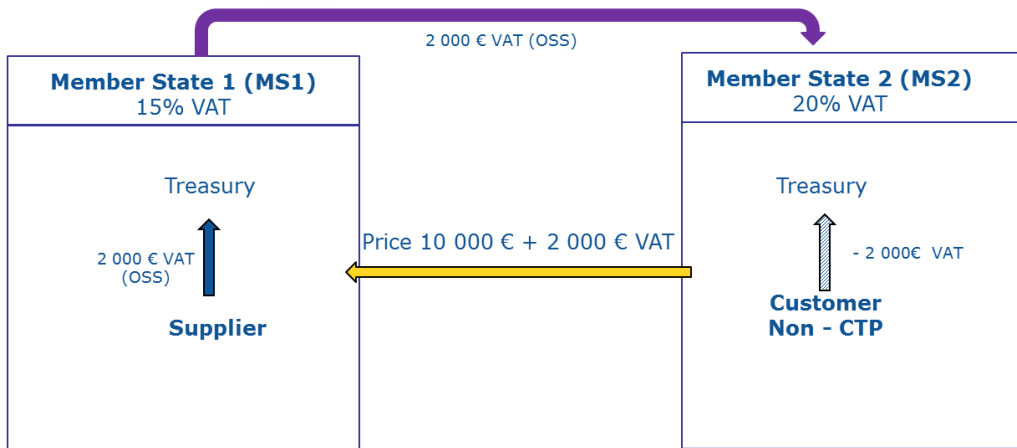 2 000 € VAT (OSS)
Member State 1 (MS1)
15% VAT
Member State 2 (MS2)
20% VAT
Treasury
Treasury
Price 10 000 € + 2 000 € VAT
2 000 € VAT
(OSS)
- 2 000€ VAT
Supplier
Customer
Non - CTP